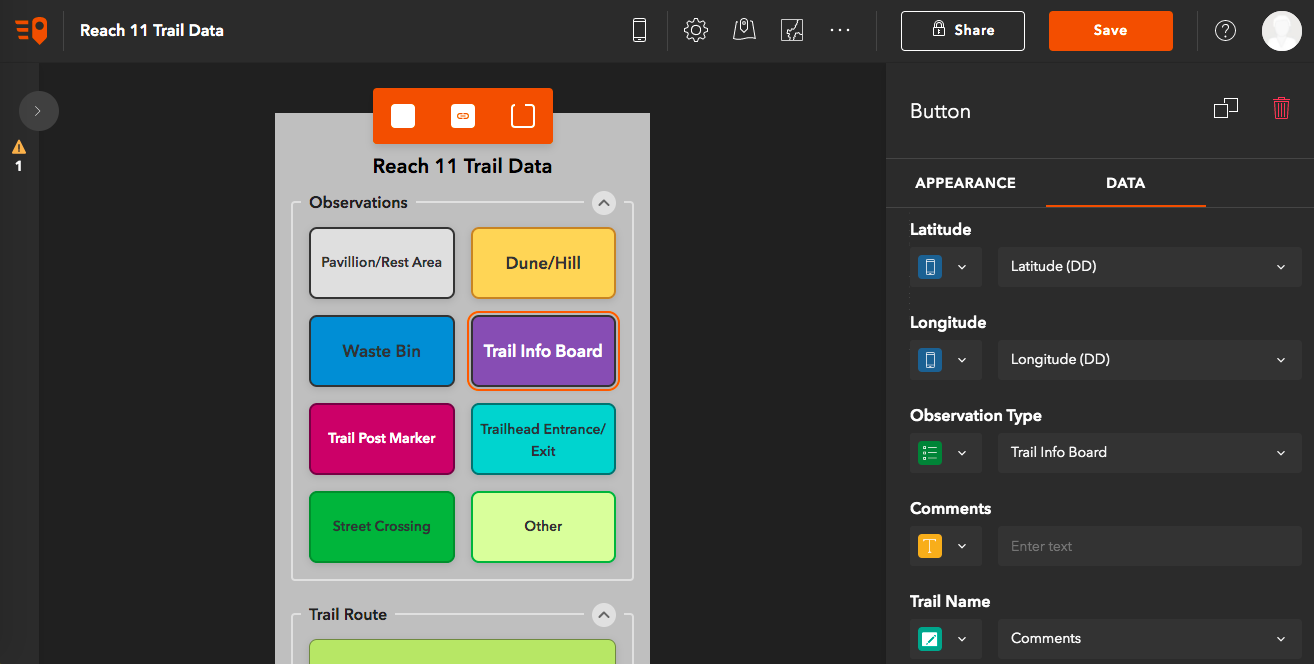 Reach 11 Trail Data
Share
Save
?
1
Reach 11 Trail Data
Observations
Pavillion/Rest Area
Dune/Hill
Waste Bin
Trail Info Board
Trail Post Marker
Trailhead Entrance/
Exit
Street Crossing
Other
Trail Route
Button
APPEARANCE
DATA
Latitude
Latitude (DD)
Longitude
Longitude (DD)
Observation Type
Trail Info Board
Comments
T
Enter text
Trail Name
Comments